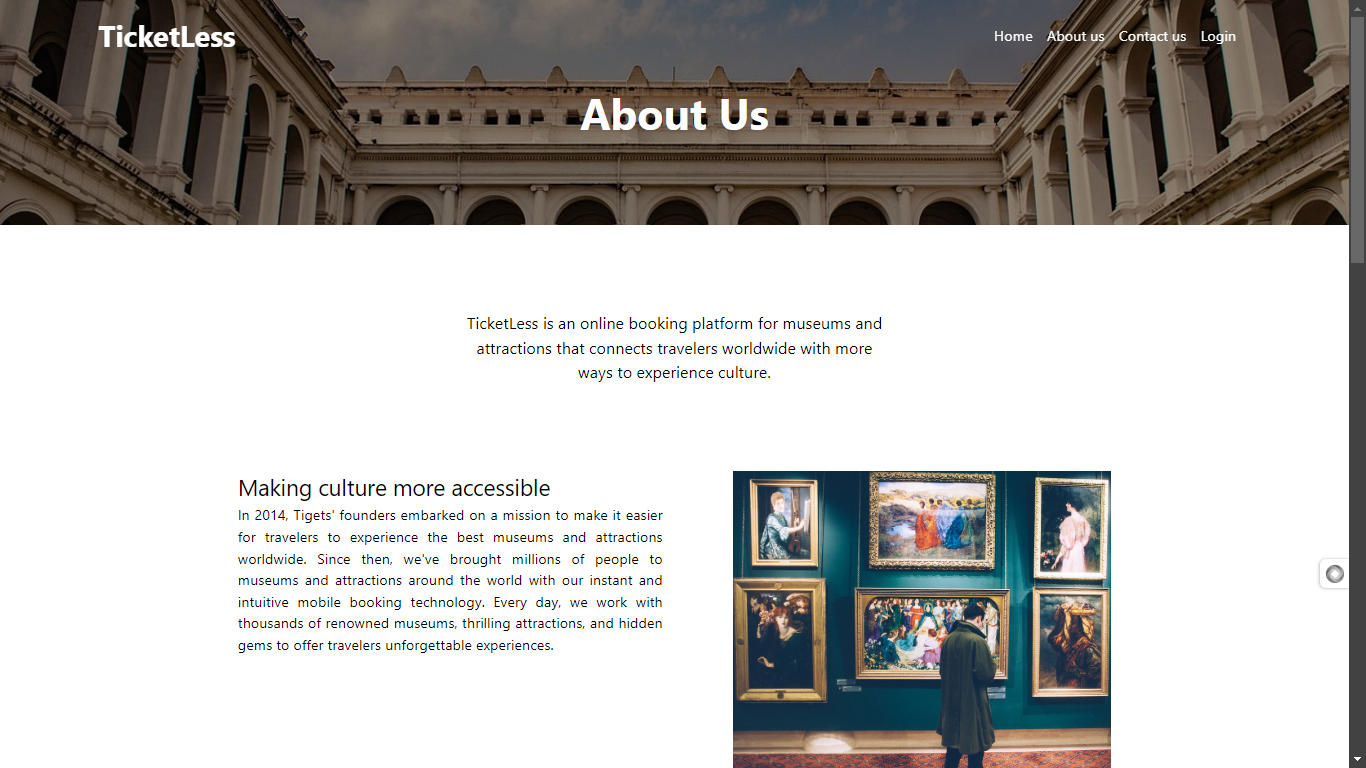 TicketLess
Home About us Contact us Login
About Us
TicketLess is an online booking platform for museums and
attractions that connects travelers worldwide with more
ways to experience culture.
Making culture more accessible
In 2014, Tigets' founders embarked on a mission to make it easier
for travelers to experience the best museums and attractions
worldwide. Since then, we've brought millions of people to
museums and attractions around the world with our instant and
intuitive mobile booking technology. Every day, we work with
thousands of renowned museums, thrilling attractions, and hidden
gems to offer travelers unforgettable experiences.